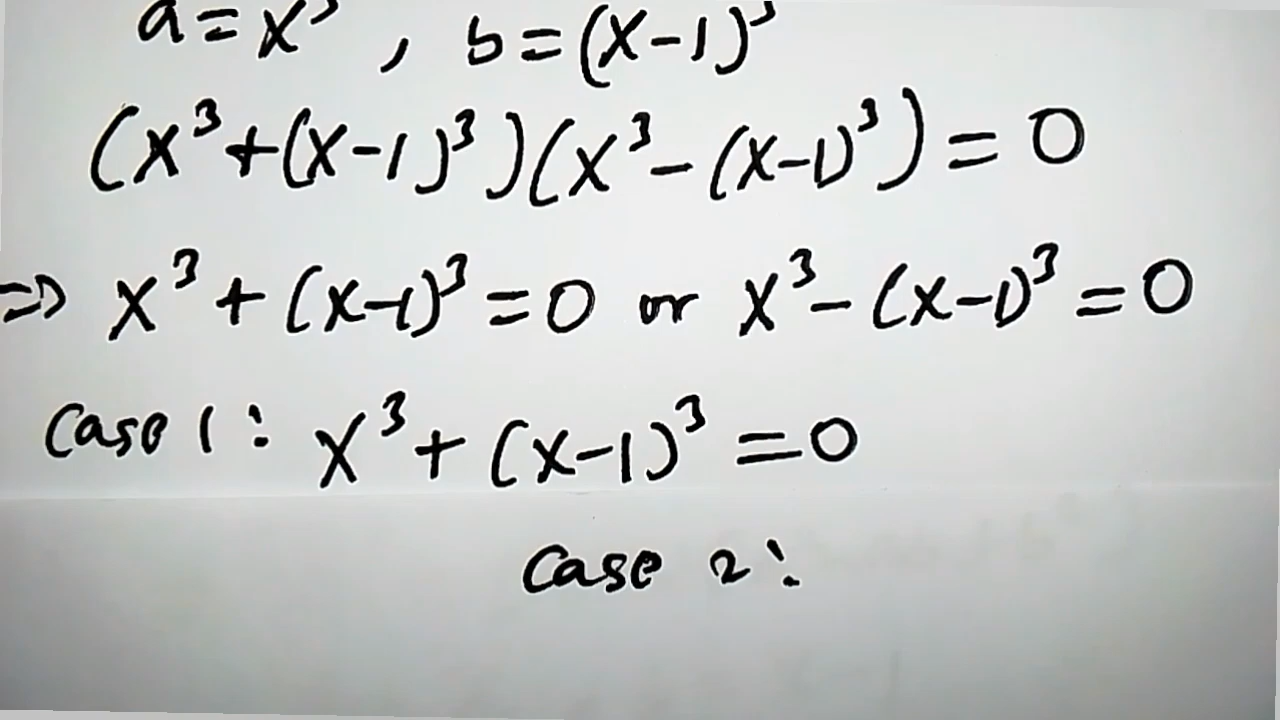 a = x³ , b = (x-1)³
(x³+(x-1)³)(x³-(x-1)³) = 0
=> x³ + (x-1)³ = 0 or x³ - (x-1)³ = 0
Case 1: x³ + (x-1)³ = 0
Case 2: